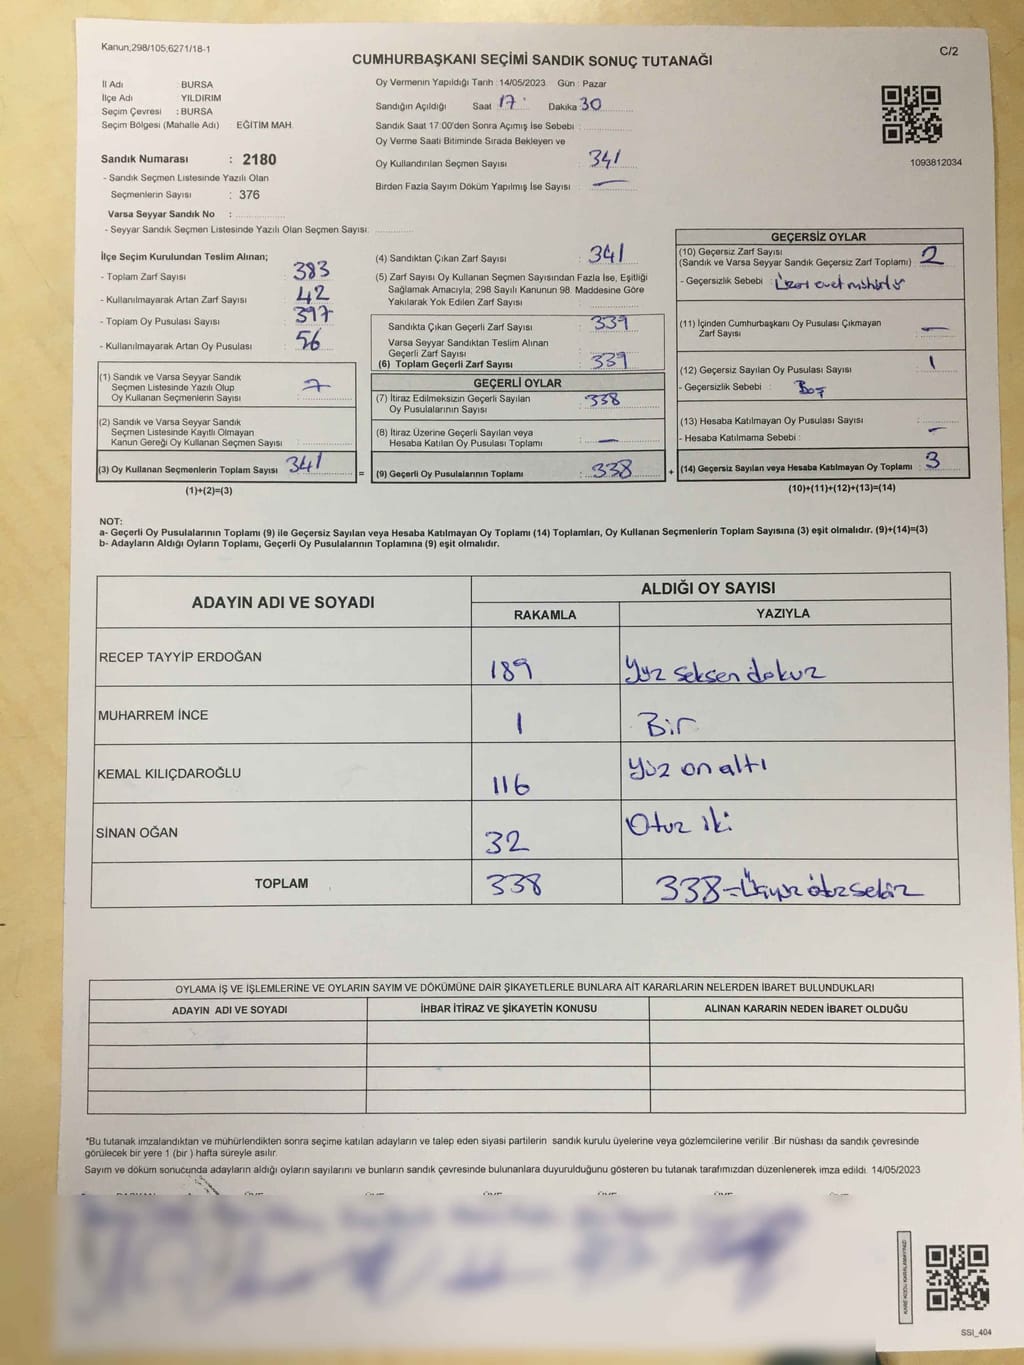 Kanun,298/105,6271/18-1
C/2
CUMHURBAŞKANI SEÇİMİ SANDIK SONUÇ TUTANAĞI
İl Adı : BURSA
İlçe Adı YILDIRIM
Seçim Çevresi : BURSA
Seçim Bölgesi (Mahalle Adı) EĞİTİM MAH.
Sandık Numarası : 2180
- Sandık Seçmen Listesinde Yazılı Olan
Seçmenlerin Sayısı : 376
Varsa Seyyar Sandık No :
- Seyyar Sandık Seçmen Listesinde Yazılı Olan Seçmen Sayısı:
Oy Vermenin Yapıldığı Tarih : 14/05/2023 Gün : Pazar
Sandığın Açıldığı Saat 17 : Dakika 30
Sandık Saat 17:00'den Sonra Açımış İse Sebebi :
Oy Verme Saati Bitiminde Sırada Bekleyen ve
Oy Kullandırılan Seçmen Sayısı 341
Birden Fazla Sayım Döküm Yapılmış İse Sayısı : —
1093812034
İlçe Seçim Kurulundan Teslim Alınan;
- Toplam Zarf Sayısı : 383
- Kullanılmayarak Artan Zarf Sayısı : 42
- Toplam Oy Pusulası Sayısı : 397
- Kullanılmayarak Artan Oy Pusulası : 56
(1) Sandık ve Varsa Seyyar Sandık
Seçmen Listesinde Yazılı Olup
Oy Kullanan Seçmenlerin Sayısı :
(2) Sandık ve Varsa Seyyar Sandık
Seçmen Listesinde Kayıtlı Olmayan
Kanun Gereği Oy Kullanan Seçmen Sayısı :
(3) Oy Kullanan Seçmenlerin Toplam Sayısı 341
(1)+(2)=(3)
(4) Sandıktan Çıkan Zarf Sayısı : 341
(5) Zarf Sayısı Oy Kullanan Seçmen Sayısından Fazla İse, Eşitliği
Sağlamak Amacıyla; 298 Sayılı Kanunun 98. Maddesine Göre
Yakılarak Yok Edilen Zarf Sayısı :
Sandıkta Çıkan Geçerli Zarf Sayısı : 339
Varsa Seyyar Sandıktan Teslim Alınan
Geçerli Zarf Sayısı :
(6) Toplam Geçerli Zarf Sayısı : 339
GEÇERLİ OYLAR
(7) İtiraz Edilmeksizin Geçerli Sayılan
Oy Pusulalarının Sayısı : 338
(8) İtiraz Üzerine Geçerli Sayılan veya
Hesaba Katılan Oy Pusulası Toplamı : —
= (9) Geçerli Oy Pusulalarının Toplamı : 338 +
GEÇERSİZ OYLAR
(10) Geçersiz Zarf Sayısı
(Sandık ve Varsa Seyyar Sandık Geçersiz Zarf Toplamı) : 2
- Geçersizlik Sebebi : Üzeri evet mühürlü
(11) İçinden Cumhurbaşkanı Oy Pusulası Çıkmayan
Zarf Sayısı : —
(12) Geçersiz Sayılan Oy Pusulası Sayısı : 1
- Geçersizlik Sebebi : Boş
(13) Hesaba Katılmayan Oy Pusulası Sayısı : —
- Hesaba Katılmama Sebebi :
(14) Geçersiz Sayılan veya Hesaba Katılmayan Oy Toplamı : 3
(10)+(11)+(12)+(13)=(14)
NOT:
a- Geçerli Oy Pusulalarının Toplamı (9) ile Geçersiz Sayılan veya Hesaba Katılmayan Oy Toplamı (14) Toplamları, Oy Kullanan Seçmenlerin Toplam Sayısına (3) eşit olmalıdır. (9)+(14)=(3)
b- Adayların Aldığı Oyların Toplamı, Geçerli Oy Pusulalarının Toplamına (9) eşit olmalıdır.
ADAYIN ADI VE SOYADI
ALDIĞI OY SAYISI
RAKAMLA YAZIYLA
RECEP TAYYİP ERDOĞAN 189 Yüz seksen dokuz
MUHARREM İNCE 1 Bir
KEMAL KILIÇDAROĞLU 116 Yüz on altı
SİNAN OĞAN 32 Otuz iki
TOPLAM 338 338=Üçyüz otuz sekiz
OYLAMA İŞ VE İŞLEMLERİNE VE OYLARIN SAYIM VE DÖKÜMÜNE DAİR ŞİKAYETLERLE BUNLARA AİT KARARLARIN NELERDEN İBARET BULUNDUKLARI
ADAYIN ADI VE SOYADI İHBAR İTİRAZ VE ŞİKAYETİN KONUSU ALINAN KARARIN NEDEN İBARET OLDUĞU
*Bu tutanak imzalandıktan ve mühürlendikten sonra seçime katılan adayların ve talep eden siyasi partilerin sandık kurulu üyelerine veya gözlemcilerine verilir .Bir nüshası da sandık çevresinde
görülecek bir yere 1 (bir ) hafta süreyle asılır.
Sayım ve döküm sonucunda adayların aldığı oyların sayılarını ve bunların sandık çevresinde bulunanlara duyurulduğunu gösteren bu tutanak tarafımızdan düzenlenerek imza edildi. 14/05/2023
KARE KODU KARALAMAYINIZ!
SSI_404